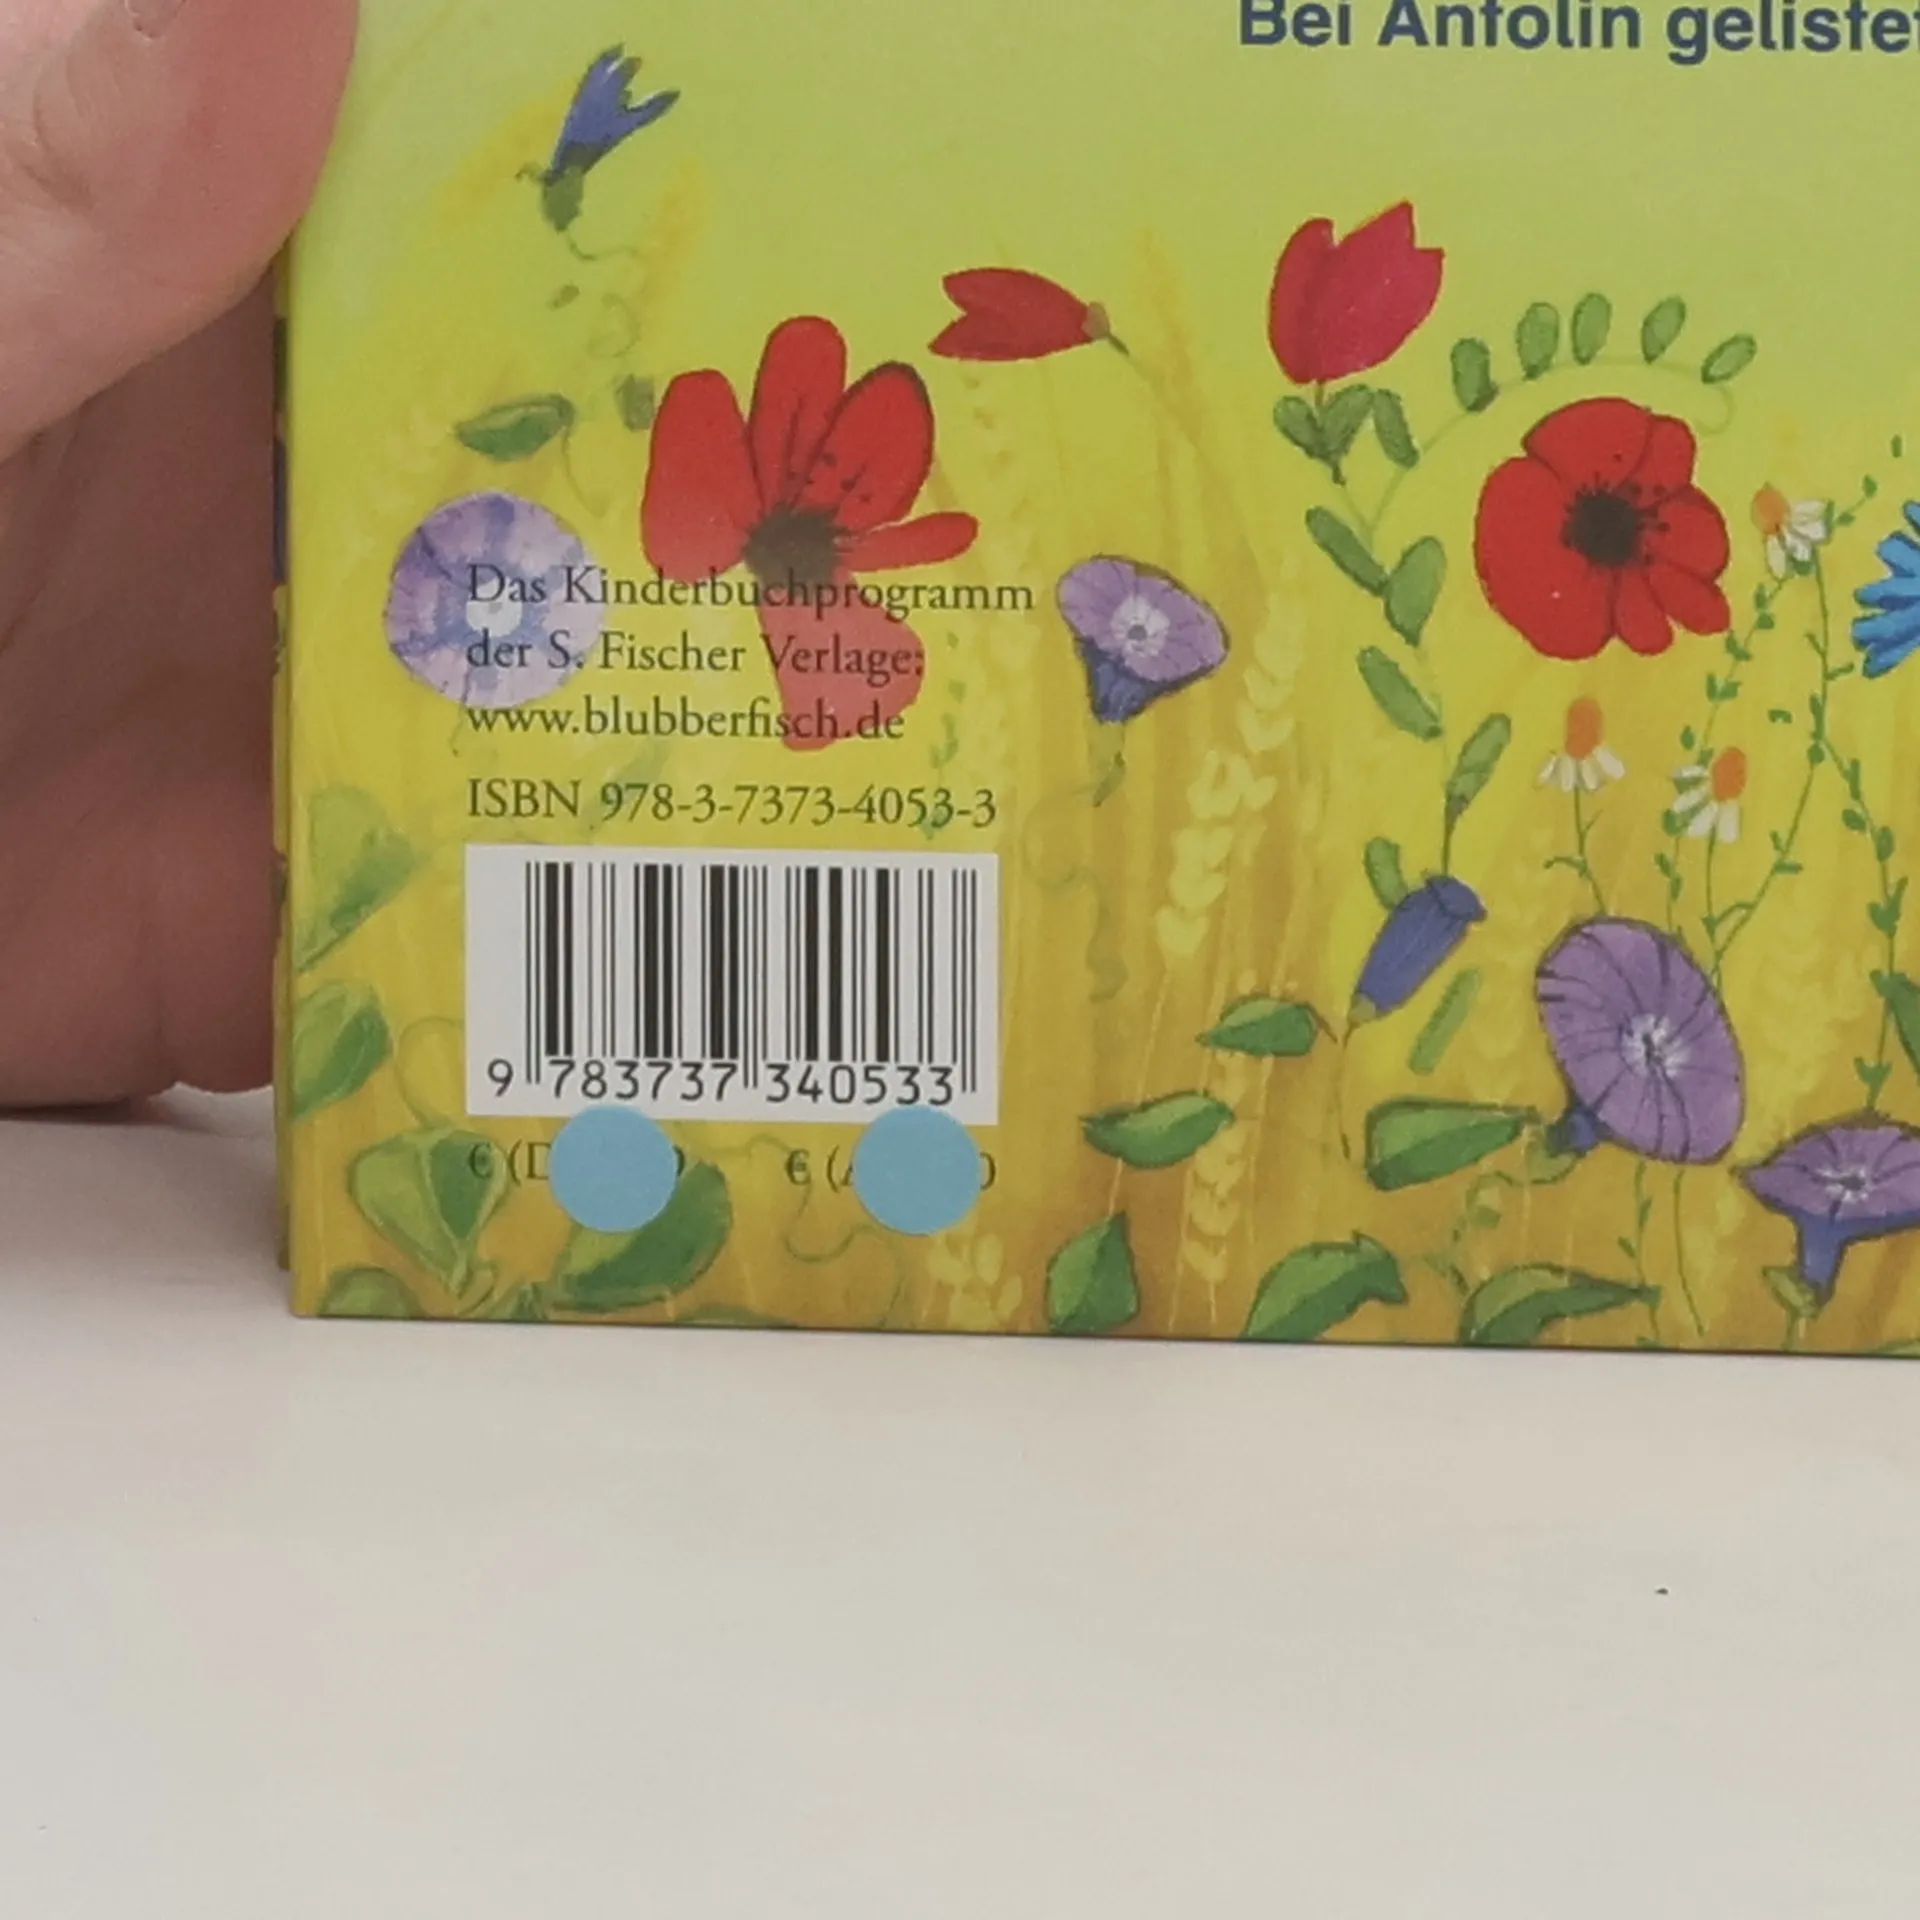 Bei Antolin gelistet
Das Kinderbuchprogramm
der S. Fischer Verlage:
www.blubberfisch.de
ISBN 978-3-7373-4053-3
9 783737 340533
€ (D €